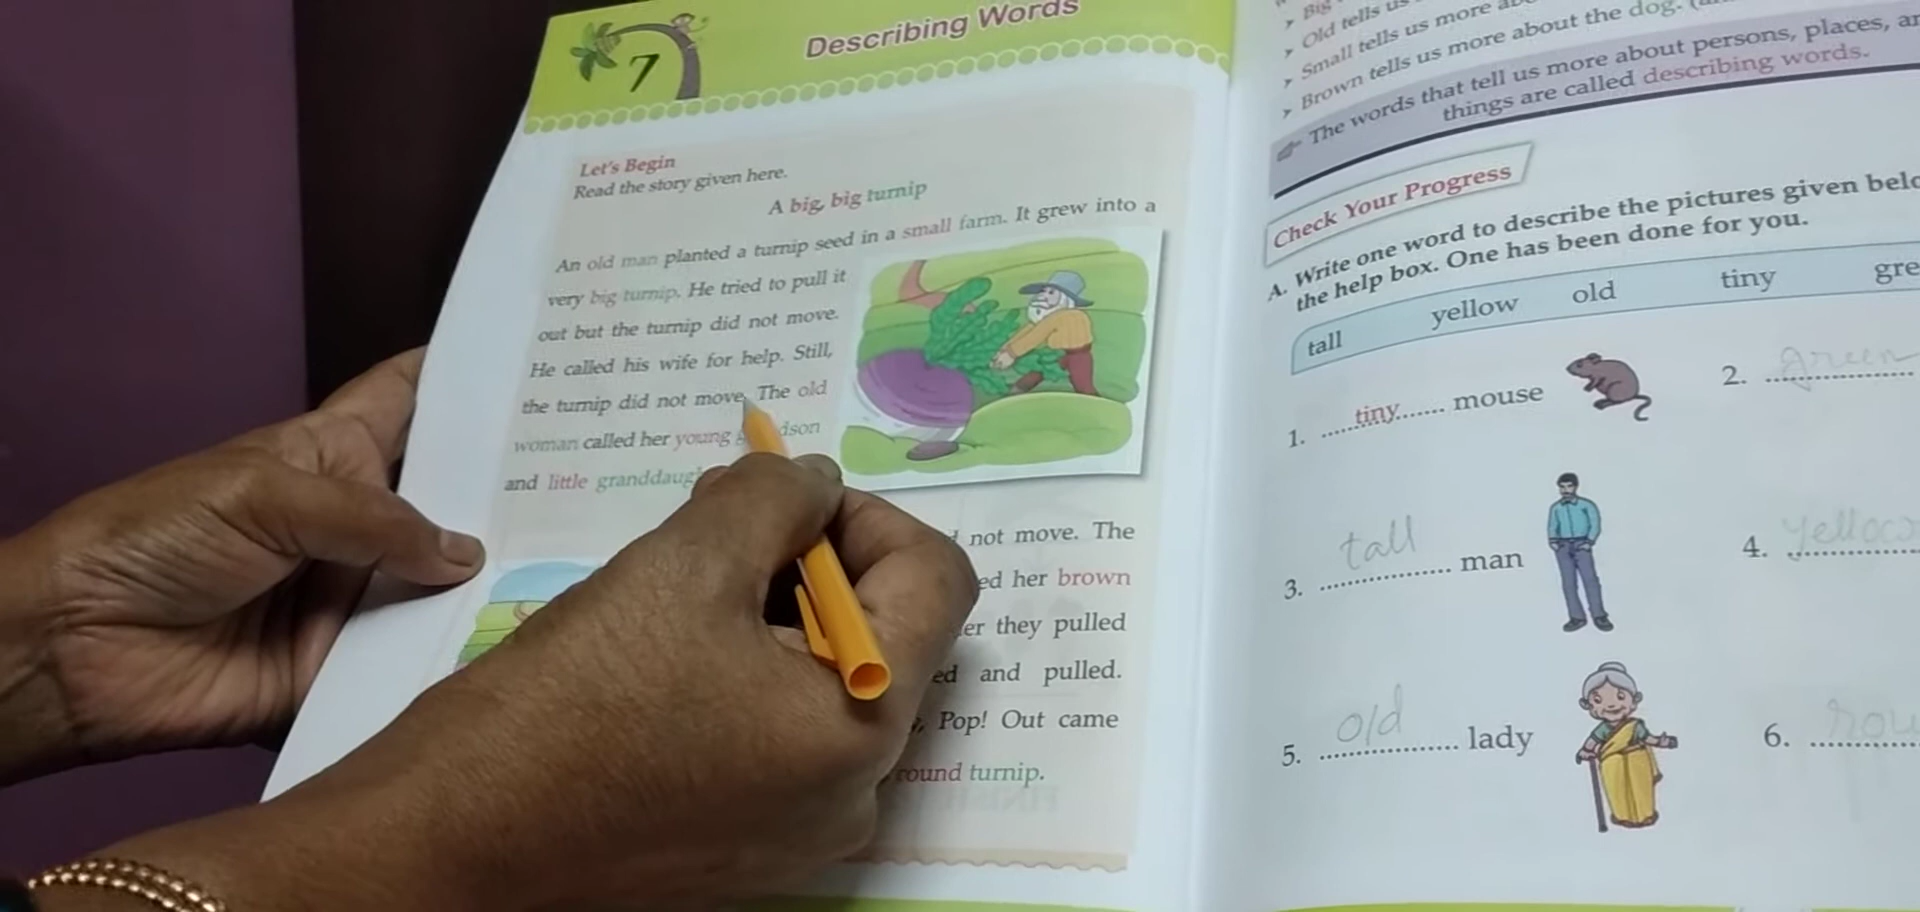 7
Describing Words
Let's Begin
Read the story given here.
A big, big turnip
An old man planted a turnip seed in a small farm. It grew into a
very big turnip. He tried to pull it
out but the turnip did not move.
He called his wife for help. Still,
the turnip did not move. The old
woman called her young
and little
not move. The
her brown
they pulled
and pulled.
Pop! Out came
round turnip.
Big
Old tells us
Small tells us more
Brown tells us more about the dog.
The words that tell us more about persons, places,
things are called describing words.
Check Your Progress
A. Write one word to describe the pictures given
the help box. One has been done for you.
tall yellow old tiny
1. tiny....... mouse
2. green
3. tall man
4. yellow
5. old lady
6.